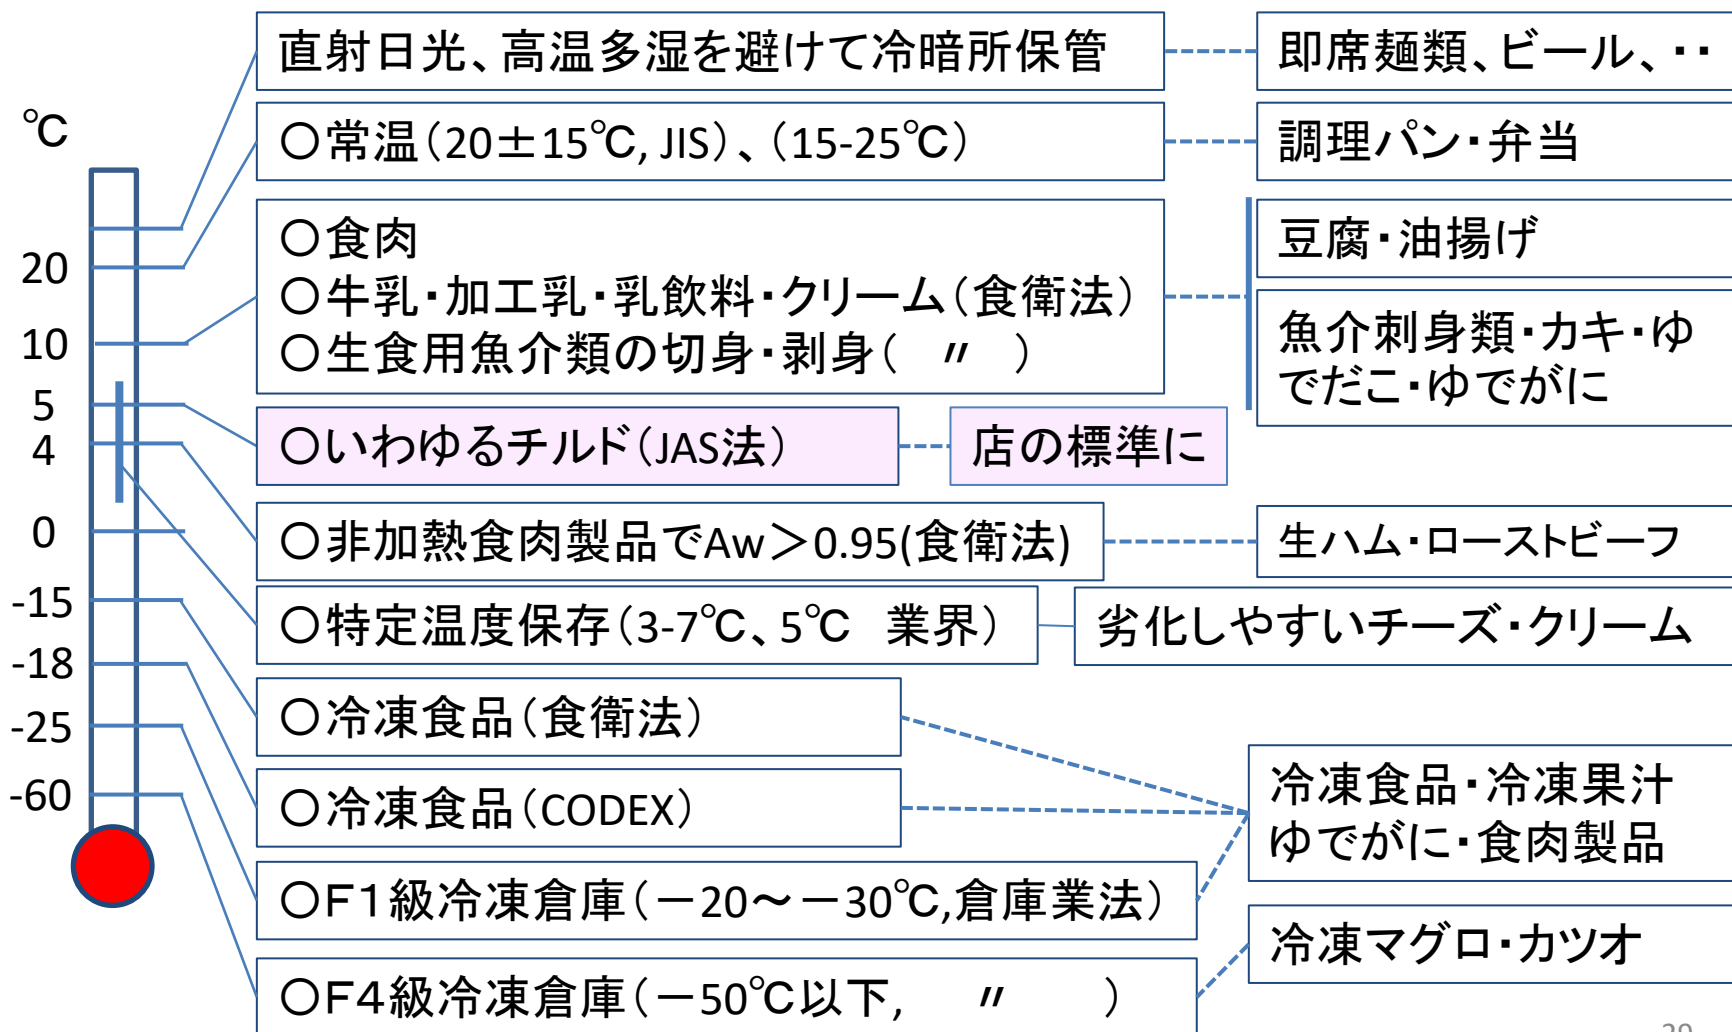 直射日光、高温多湿を避けて冷暗所保管
即席麺類、ビール、・・
℃
〇常温(20±15℃, JIS)、(15-25℃)
調理パン・弁当
〇食肉
〇牛乳・加工乳・乳飲料・クリーム(食衛法)
〇生食用魚介類の切身・剥身( 〃 )
豆腐・油揚げ
魚介刺身類・カキ・ゆ
でだこ・ゆでがに
20
10
5
4
0
-15
-18
-25
-60
〇いわゆるチルド(JAS法)
店の標準に
〇非加熱食肉製品でAw>0.95(食衛法)
生ハム・ローストビーフ
〇特定温度保存(3-7℃、5℃ 業界)
劣化しやすいチーズ・クリーム
〇冷凍食品(食衛法)
〇冷凍食品(CODEX)
冷凍食品・冷凍果汁
ゆでがに・食肉製品
〇F1級冷凍倉庫(-20~-30℃,倉庫業法)
冷凍マグロ・カツオ
〇F4級冷凍倉庫(-50℃以下, 〃 )